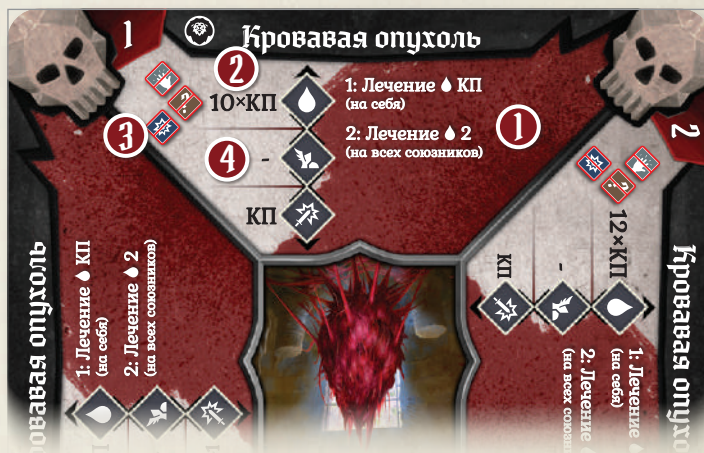 1
Кровавая опухоль
2
10×КП
1: Лечение КП
(на себя)
1
3
4
-
2: Лечение 2
(на всех союзников)
КП
2
12×КП
-
КП
Кровавая опухо
1: Лечение
(на себя)
2: Лечение
(на всех союзн
овавая опухоль
1: Лечение КП
(на себя)
2: Лечение 2
(на всех союзников)